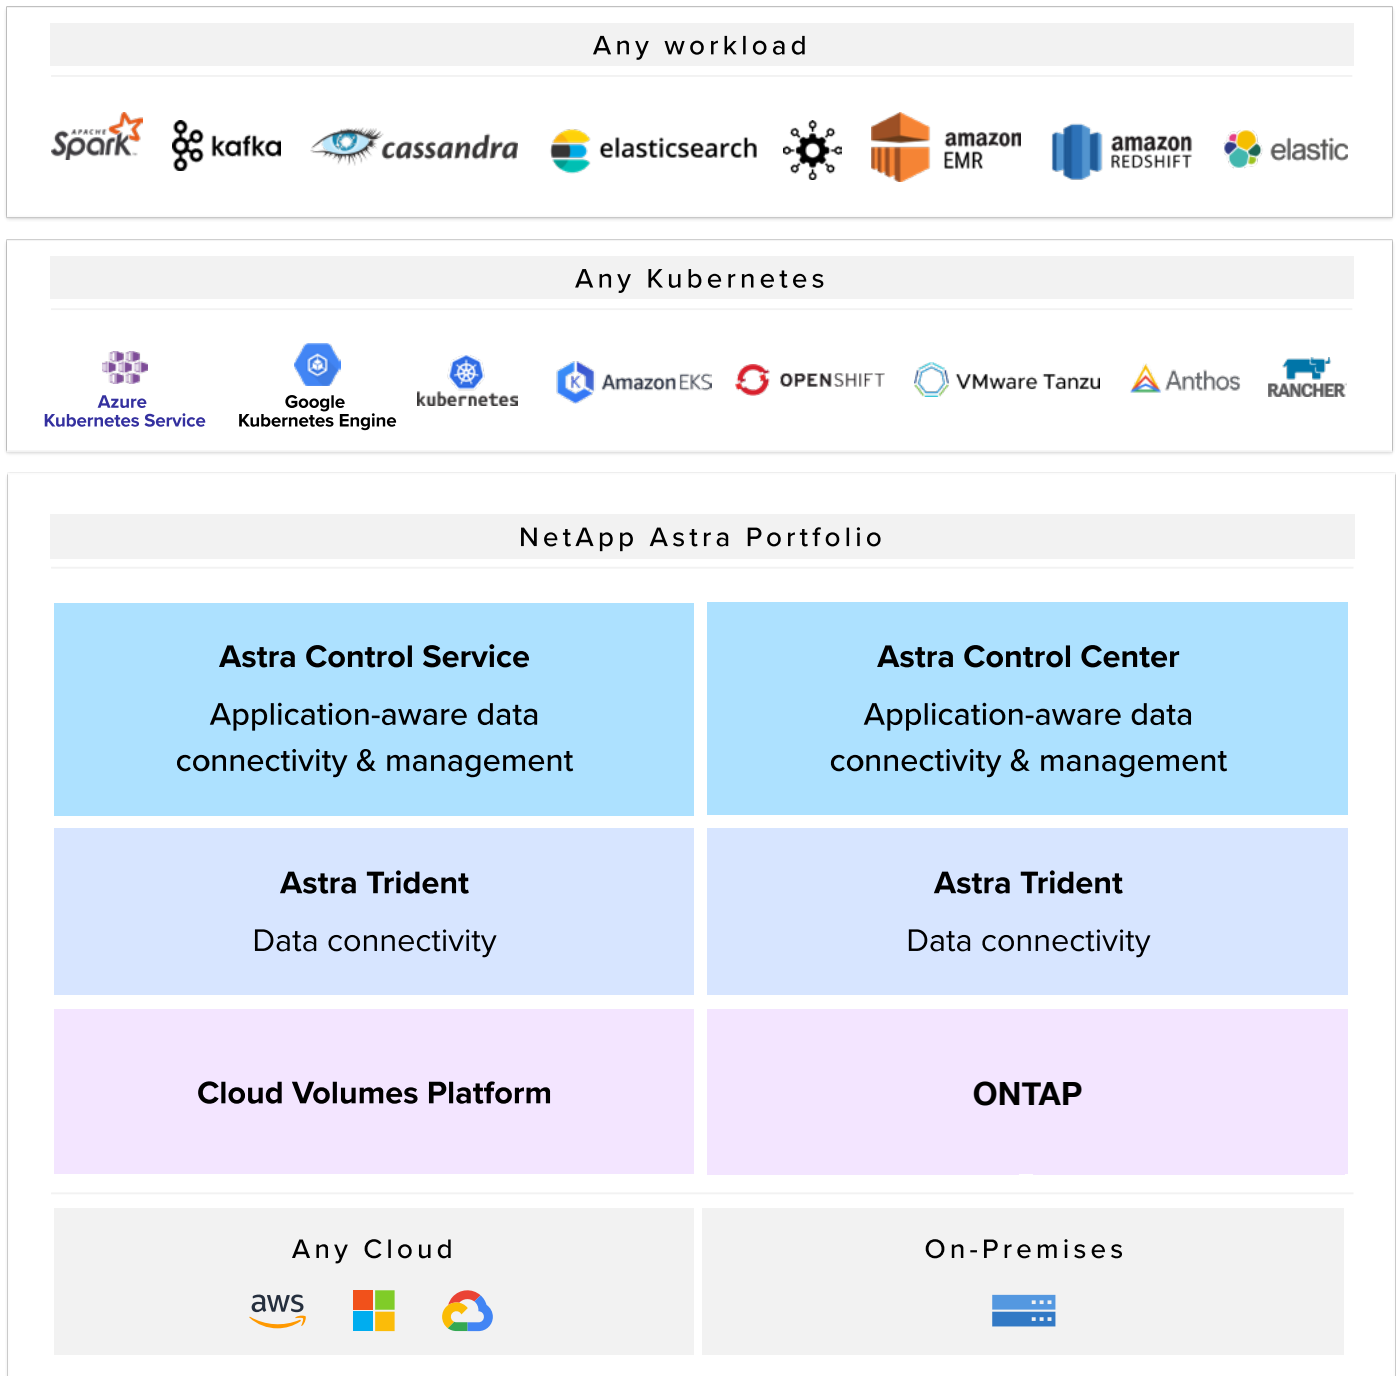 Any workload
APACHE
Spark
kafka
cassandra
elasticsearch
amazon
EMR
amazon
REDSHIFT
elastic
Any Kubernetes
Azure
Kubernetes Service
Google
Kubernetes Engine
kubernetes
Amazon EKS
OPENSHIFT
VMware Tanzu
Anthos
RANCHER
NetApp Astra Portfolio
Astra Control Service
Application-aware data
connectivity & management
Astra Control Center
Application-aware data
connectivity & management
Astra Trident
Data connectivity
Astra Trident
Data connectivity
Cloud Volumes Platform
ONTAP
Any Cloud
aws
On-Premises